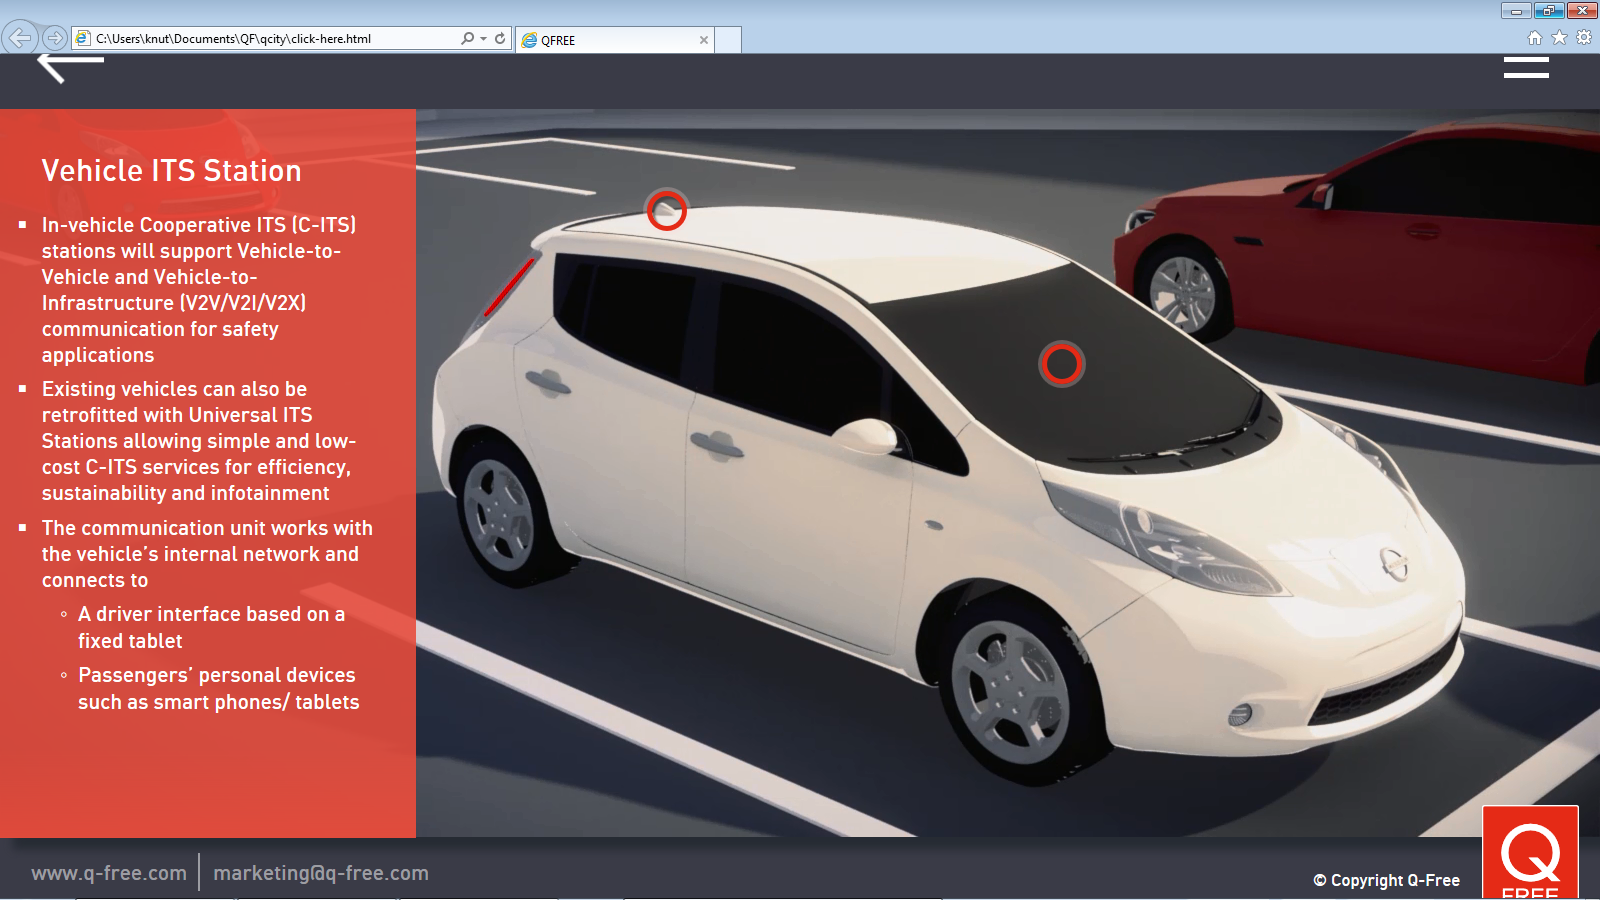 C:\Users\knut\Documents\QF\qcity\click-here.html
QFREE
Vehicle ITS Station
In-vehicle Cooperative ITS (C-ITS)
stations will support Vehicle-to-
Vehicle and Vehicle-to-
Infrastructure (V2V/V2I/V2X)
communication for safety
applications
Existing vehicles can also be
retrofitted with Universal ITS
Stations allowing simple and low-
cost C-ITS services for efficiency,
sustainability and infotainment
The communication unit works with
the vehicle's internal network and
connects to
A driver interface based on a
fixed tablet
Passengers' personal devices
such as smart phones/ tablets
www.q-free.com
marketing@q-free.com
© Copyright Q-Free
Q
FREE